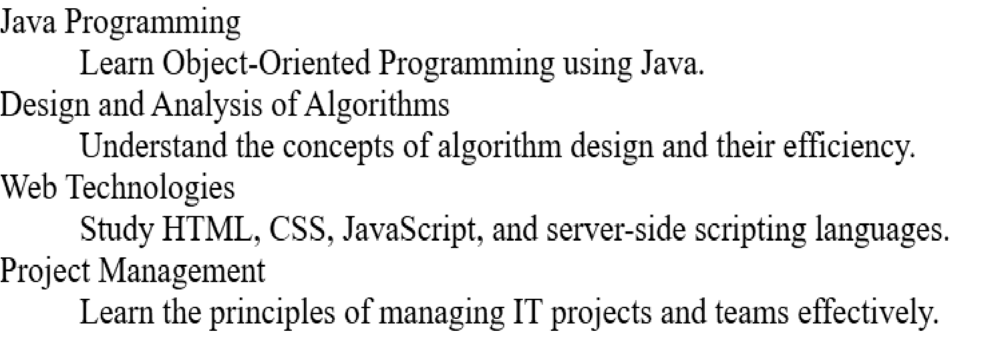 Java Programming
Learn Object-Oriented Programming using Java.
Design and Analysis of Algorithms
Understand the concepts of algorithm design and their efficiency.
Web Technologies
Study HTML, CSS, JavaScript, and server-side scripting languages.
Project Management
Learn the principles of managing IT projects and teams effectively.